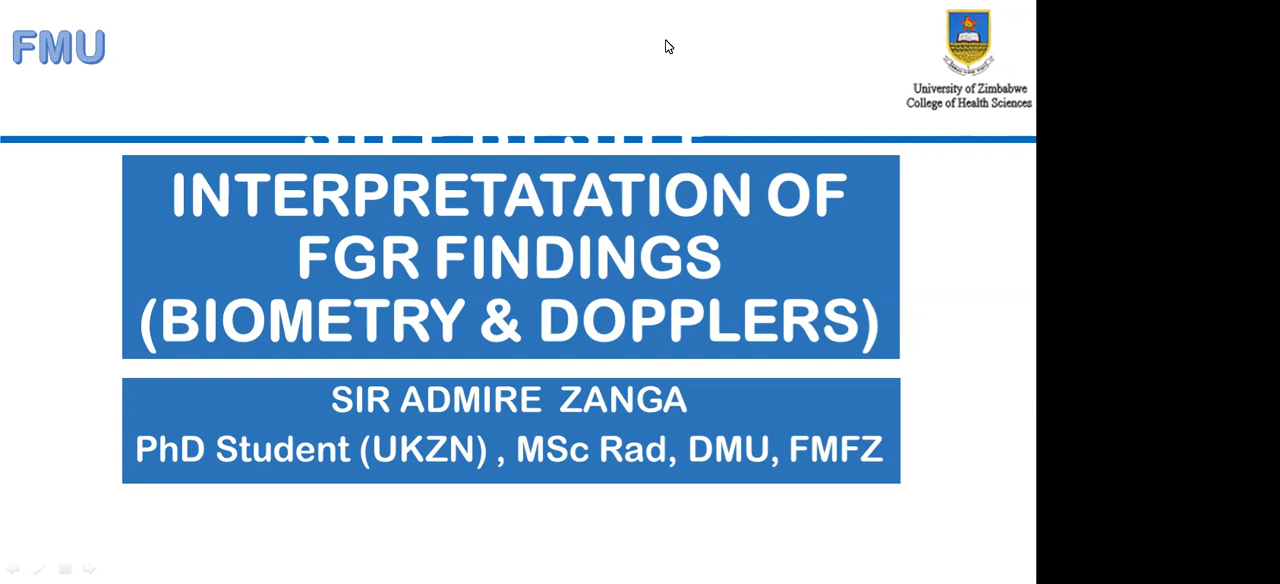 FMU
University of Zimbabwe
College of Health Sciences
INTERPRETATATION OF
FGR FINDINGS
(BIOMETRY & DOPPLERS)
SIR ADMIRE ZANGA
PhD Student (UKZN) , MSc Rad, DMU, FMFZ